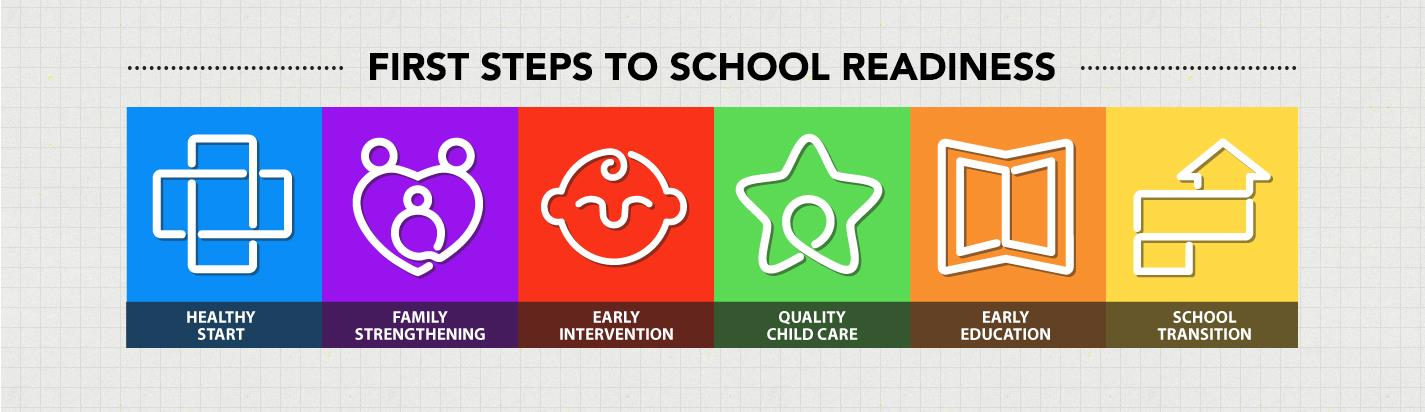 FIRST STEPS TO SCHOOL READINESS
HEALTHY
START
FAMILY
STRENGTHENING
EARLY
INTERVENTION
QUALITY
CHILD CARE
EARLY
EDUCATION
SCHOOL
TRANSITION